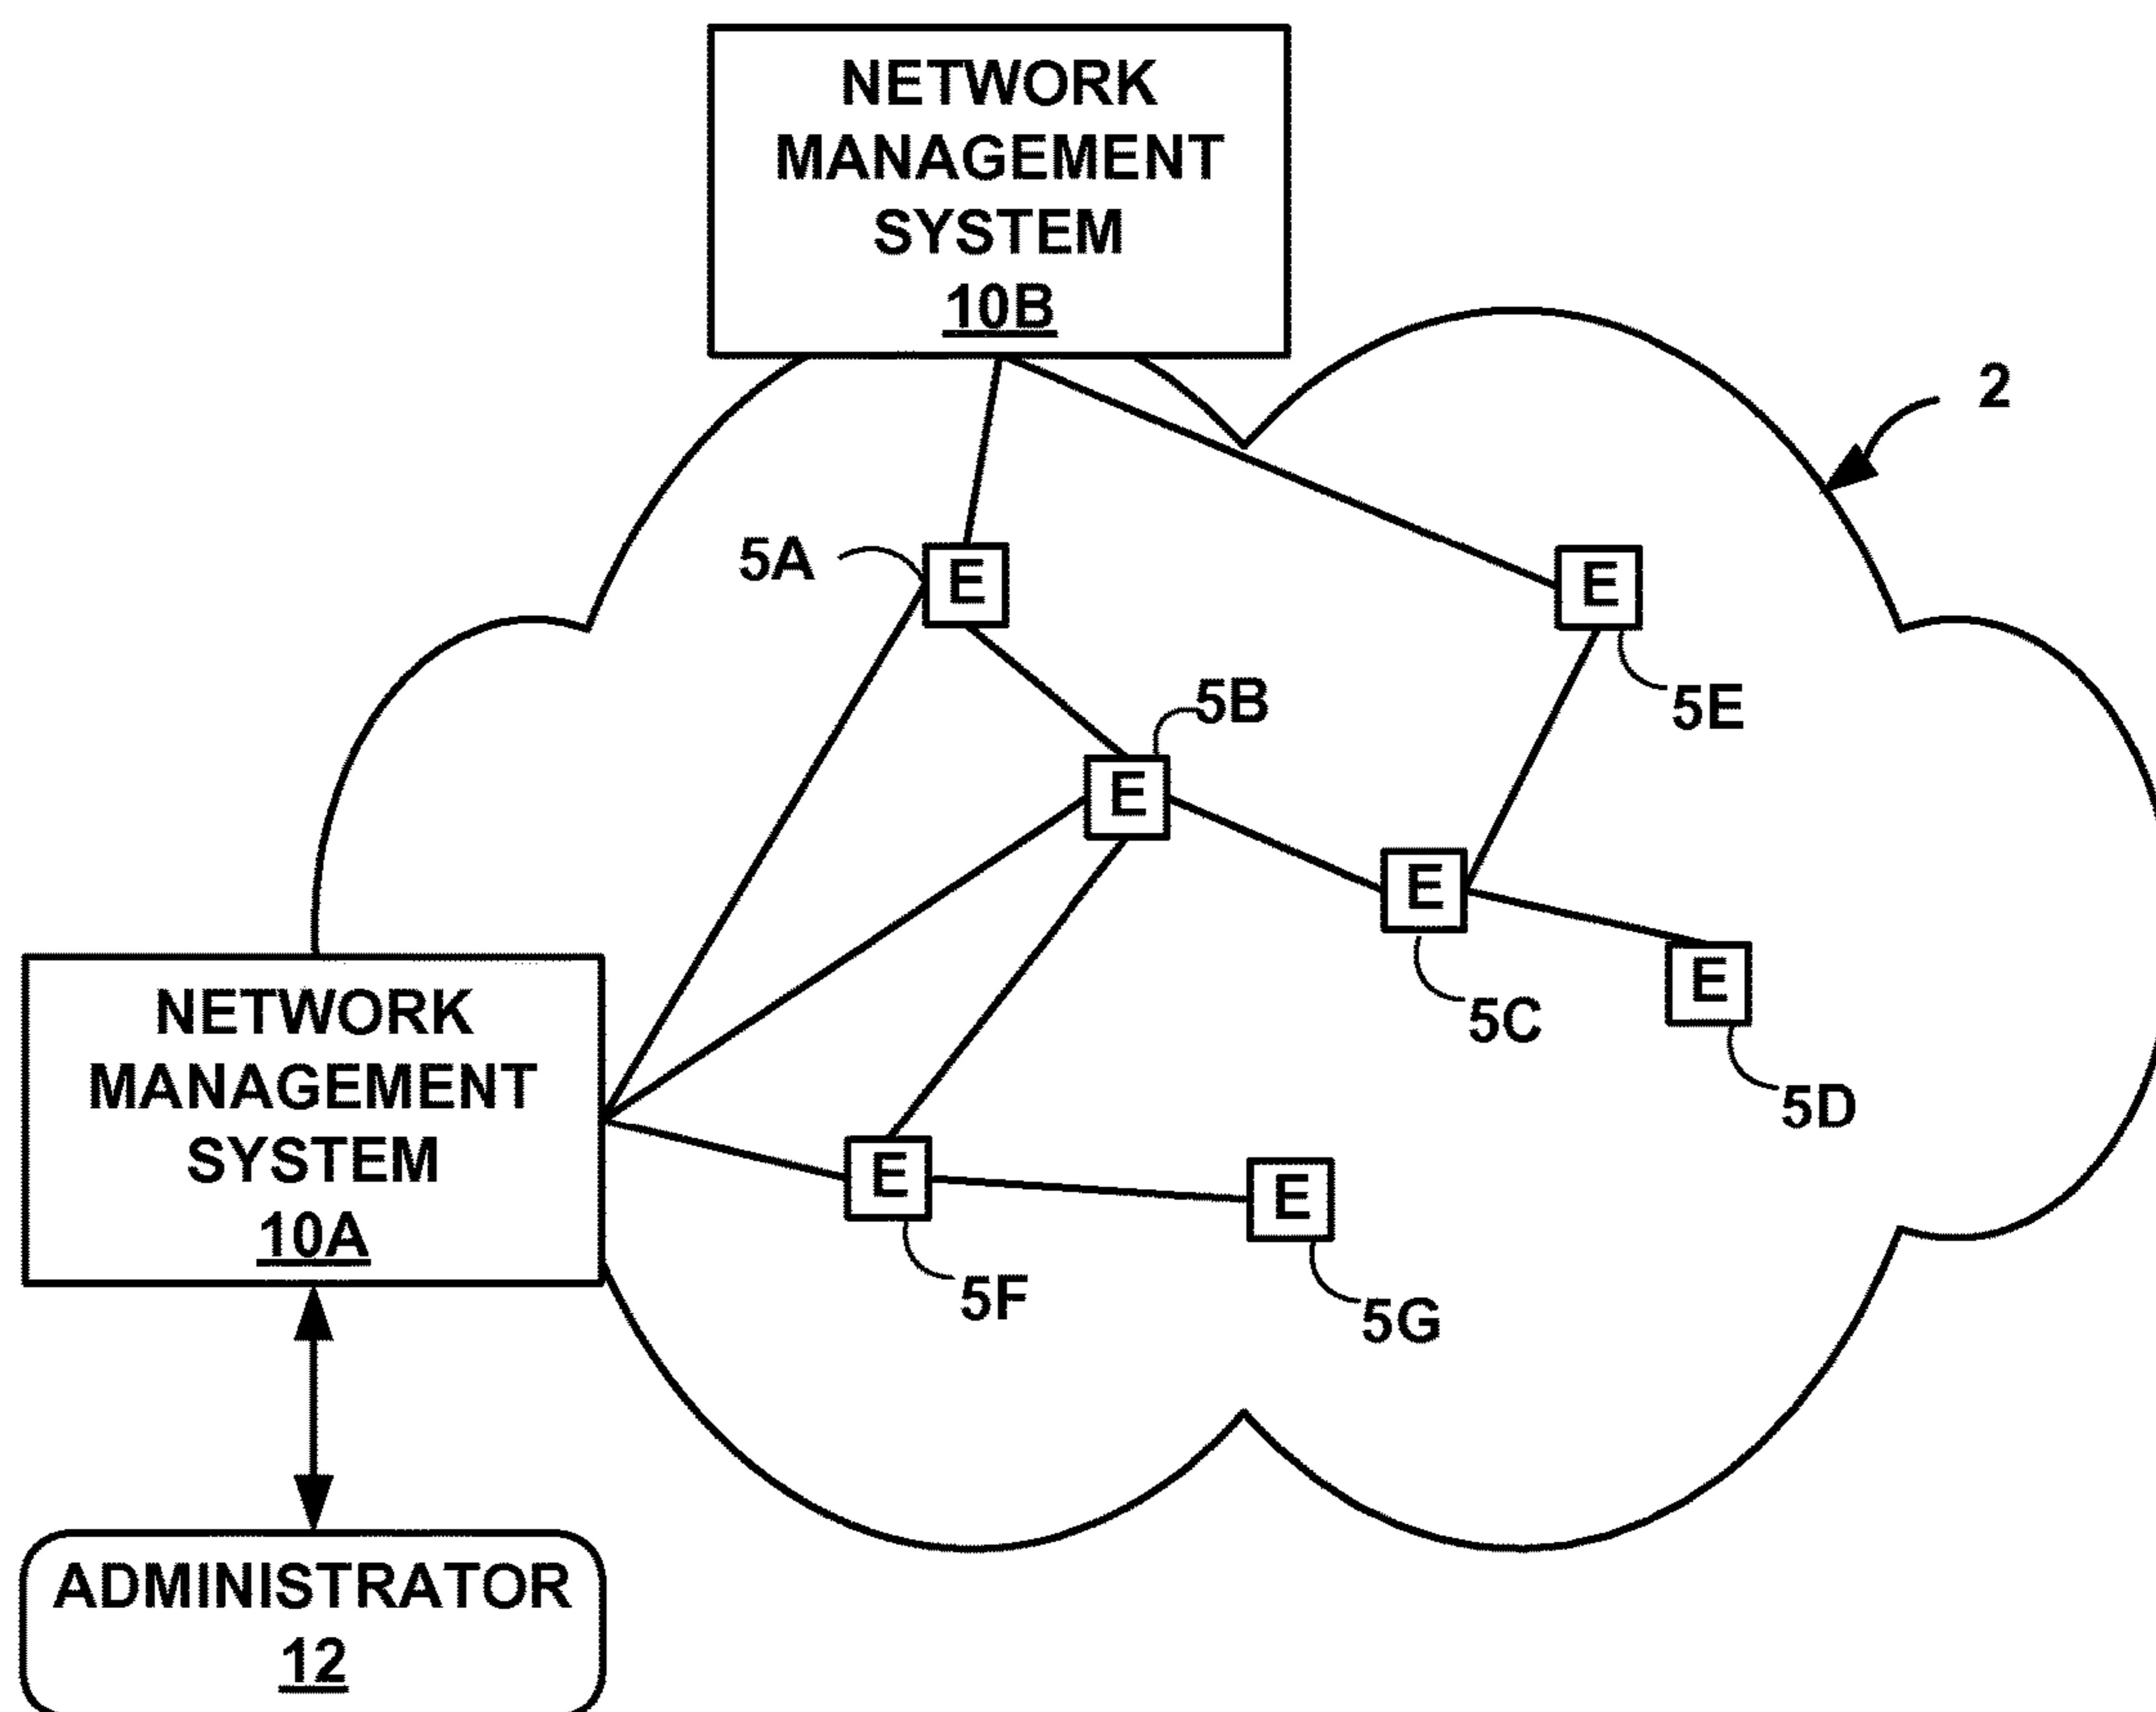 NETWORK
MANAGEMENT
SYSTEM
10B
2
5A
E
E
5E
5B
E
E
5C
E
5D
NETWORK
MANAGEMENT
SYSTEM
10A
E
5F
E
5G
ADMINISTRATOR
12